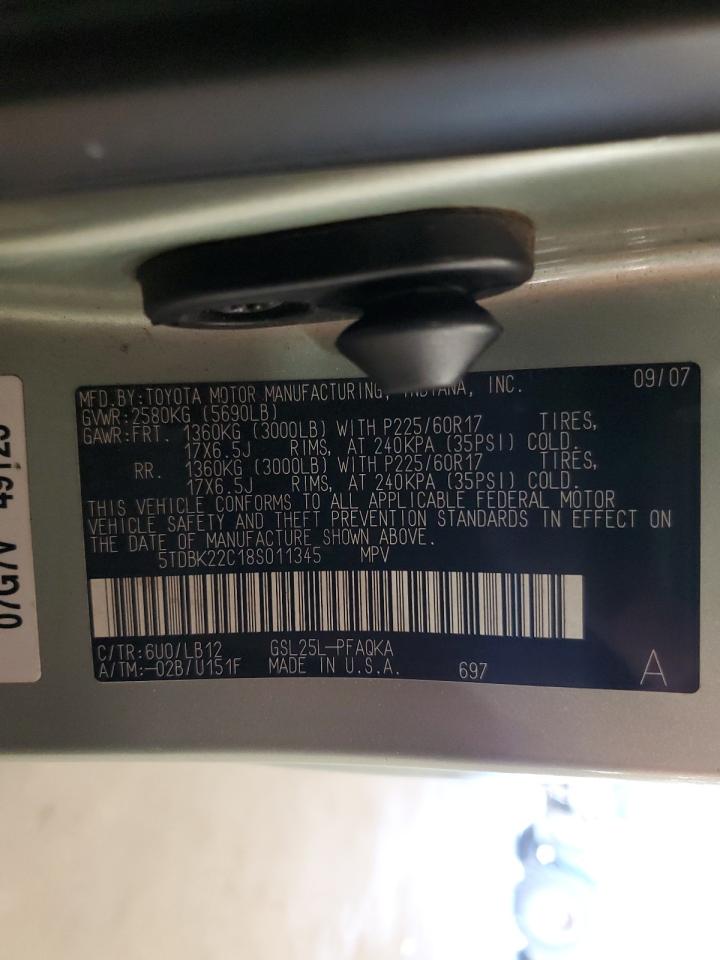 MFD.BY:TOYOTA MOTOR MANUFACTURING, INDIANA, INC. 09/07
GVWR:2580KG (5690LB)
GAWR:FRT. 1360KG (3000LB) WITH P225/60R17 TIRES,
17X6.5J RIMS, AT 240KPA (35PSI) COLD.
RR. 1360KG (3000LB) WITH P225/60R17 TIRES,
17X6.5J RIMS, AT 240KPA (35PSI) COLD.
THIS VEHICLE CONFORMS TO ALL APPLICABLE FEDERAL MOTOR
VEHICLE SAFETY AND THEFT PREVENTION STANDARDS IN EFFECT ON
THE DATE OF MANUFACTURE SHOWN ABOVE.
5TDBK22C18S011345 MPV
C/TR:6U0/LB12 GSL25L-PFAQKA
A/TM:-02B/U151F MADE IN U.S.A. 697 A